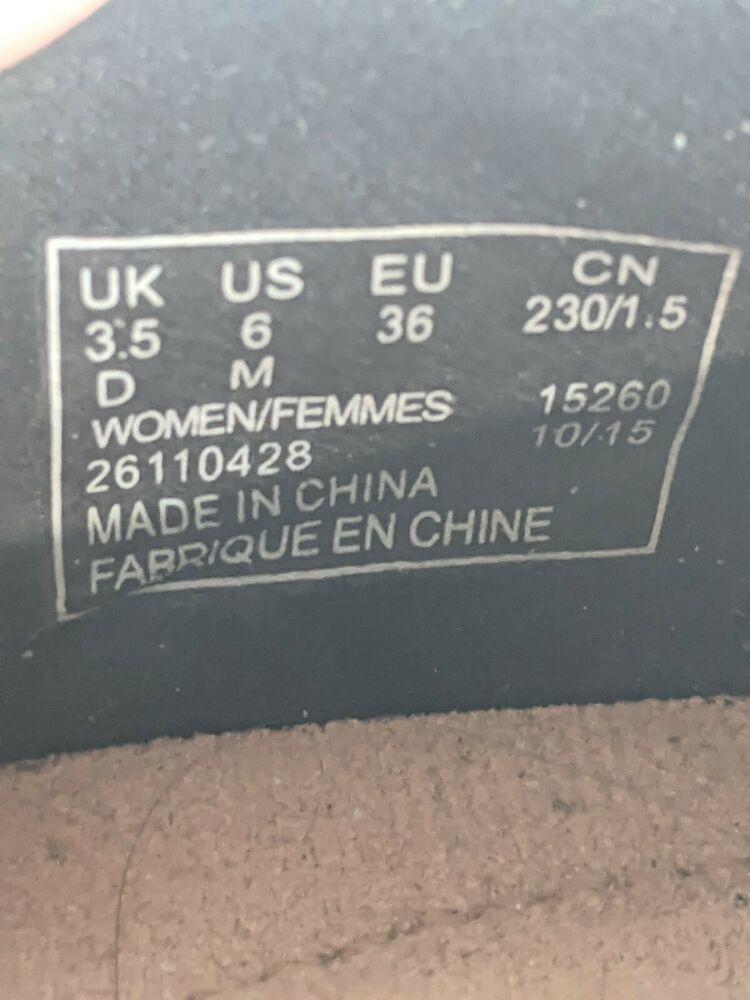 UK US EU CN
3.5 6 36 230/1.5
D M
WOMEN/FEMMES 15260
26110428 10/15
MADE IN CHINA
FABRIQUE EN CHINE